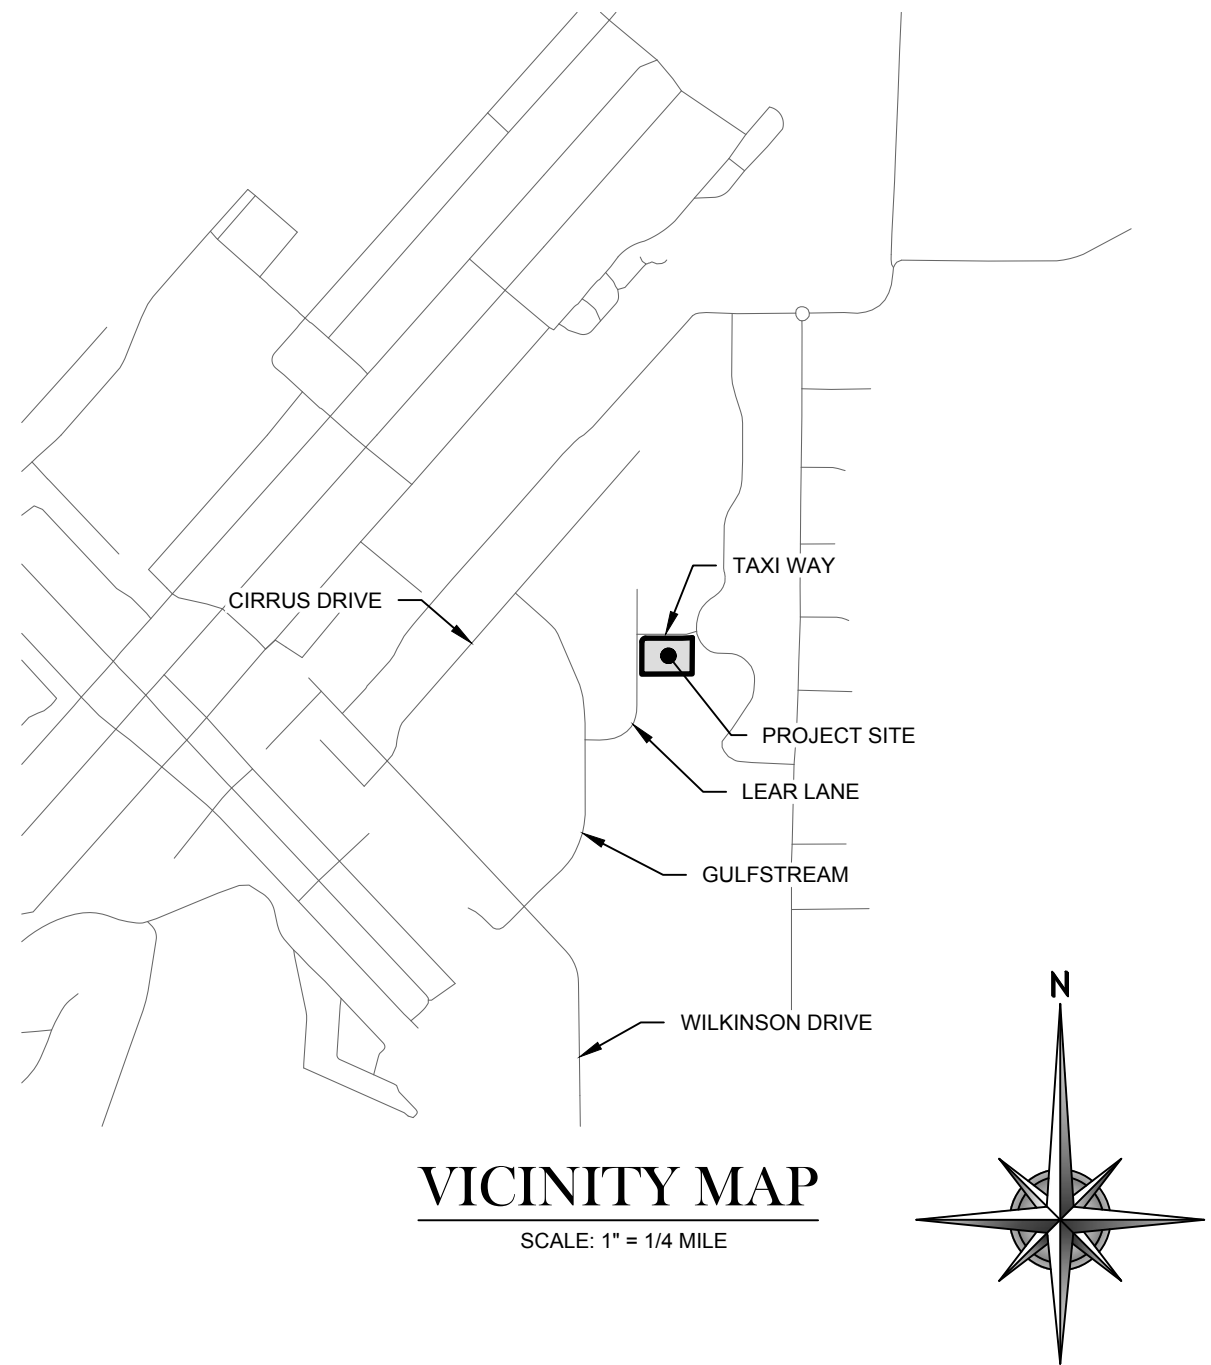 TAXI WAY
CIRRUS DRIVE
PROJECT SITE
LEAR LANE
GULFSTREAM
N
WILKINSON DRIVE
VICINITY MAP
SCALE: 1" = 1/4 MILE